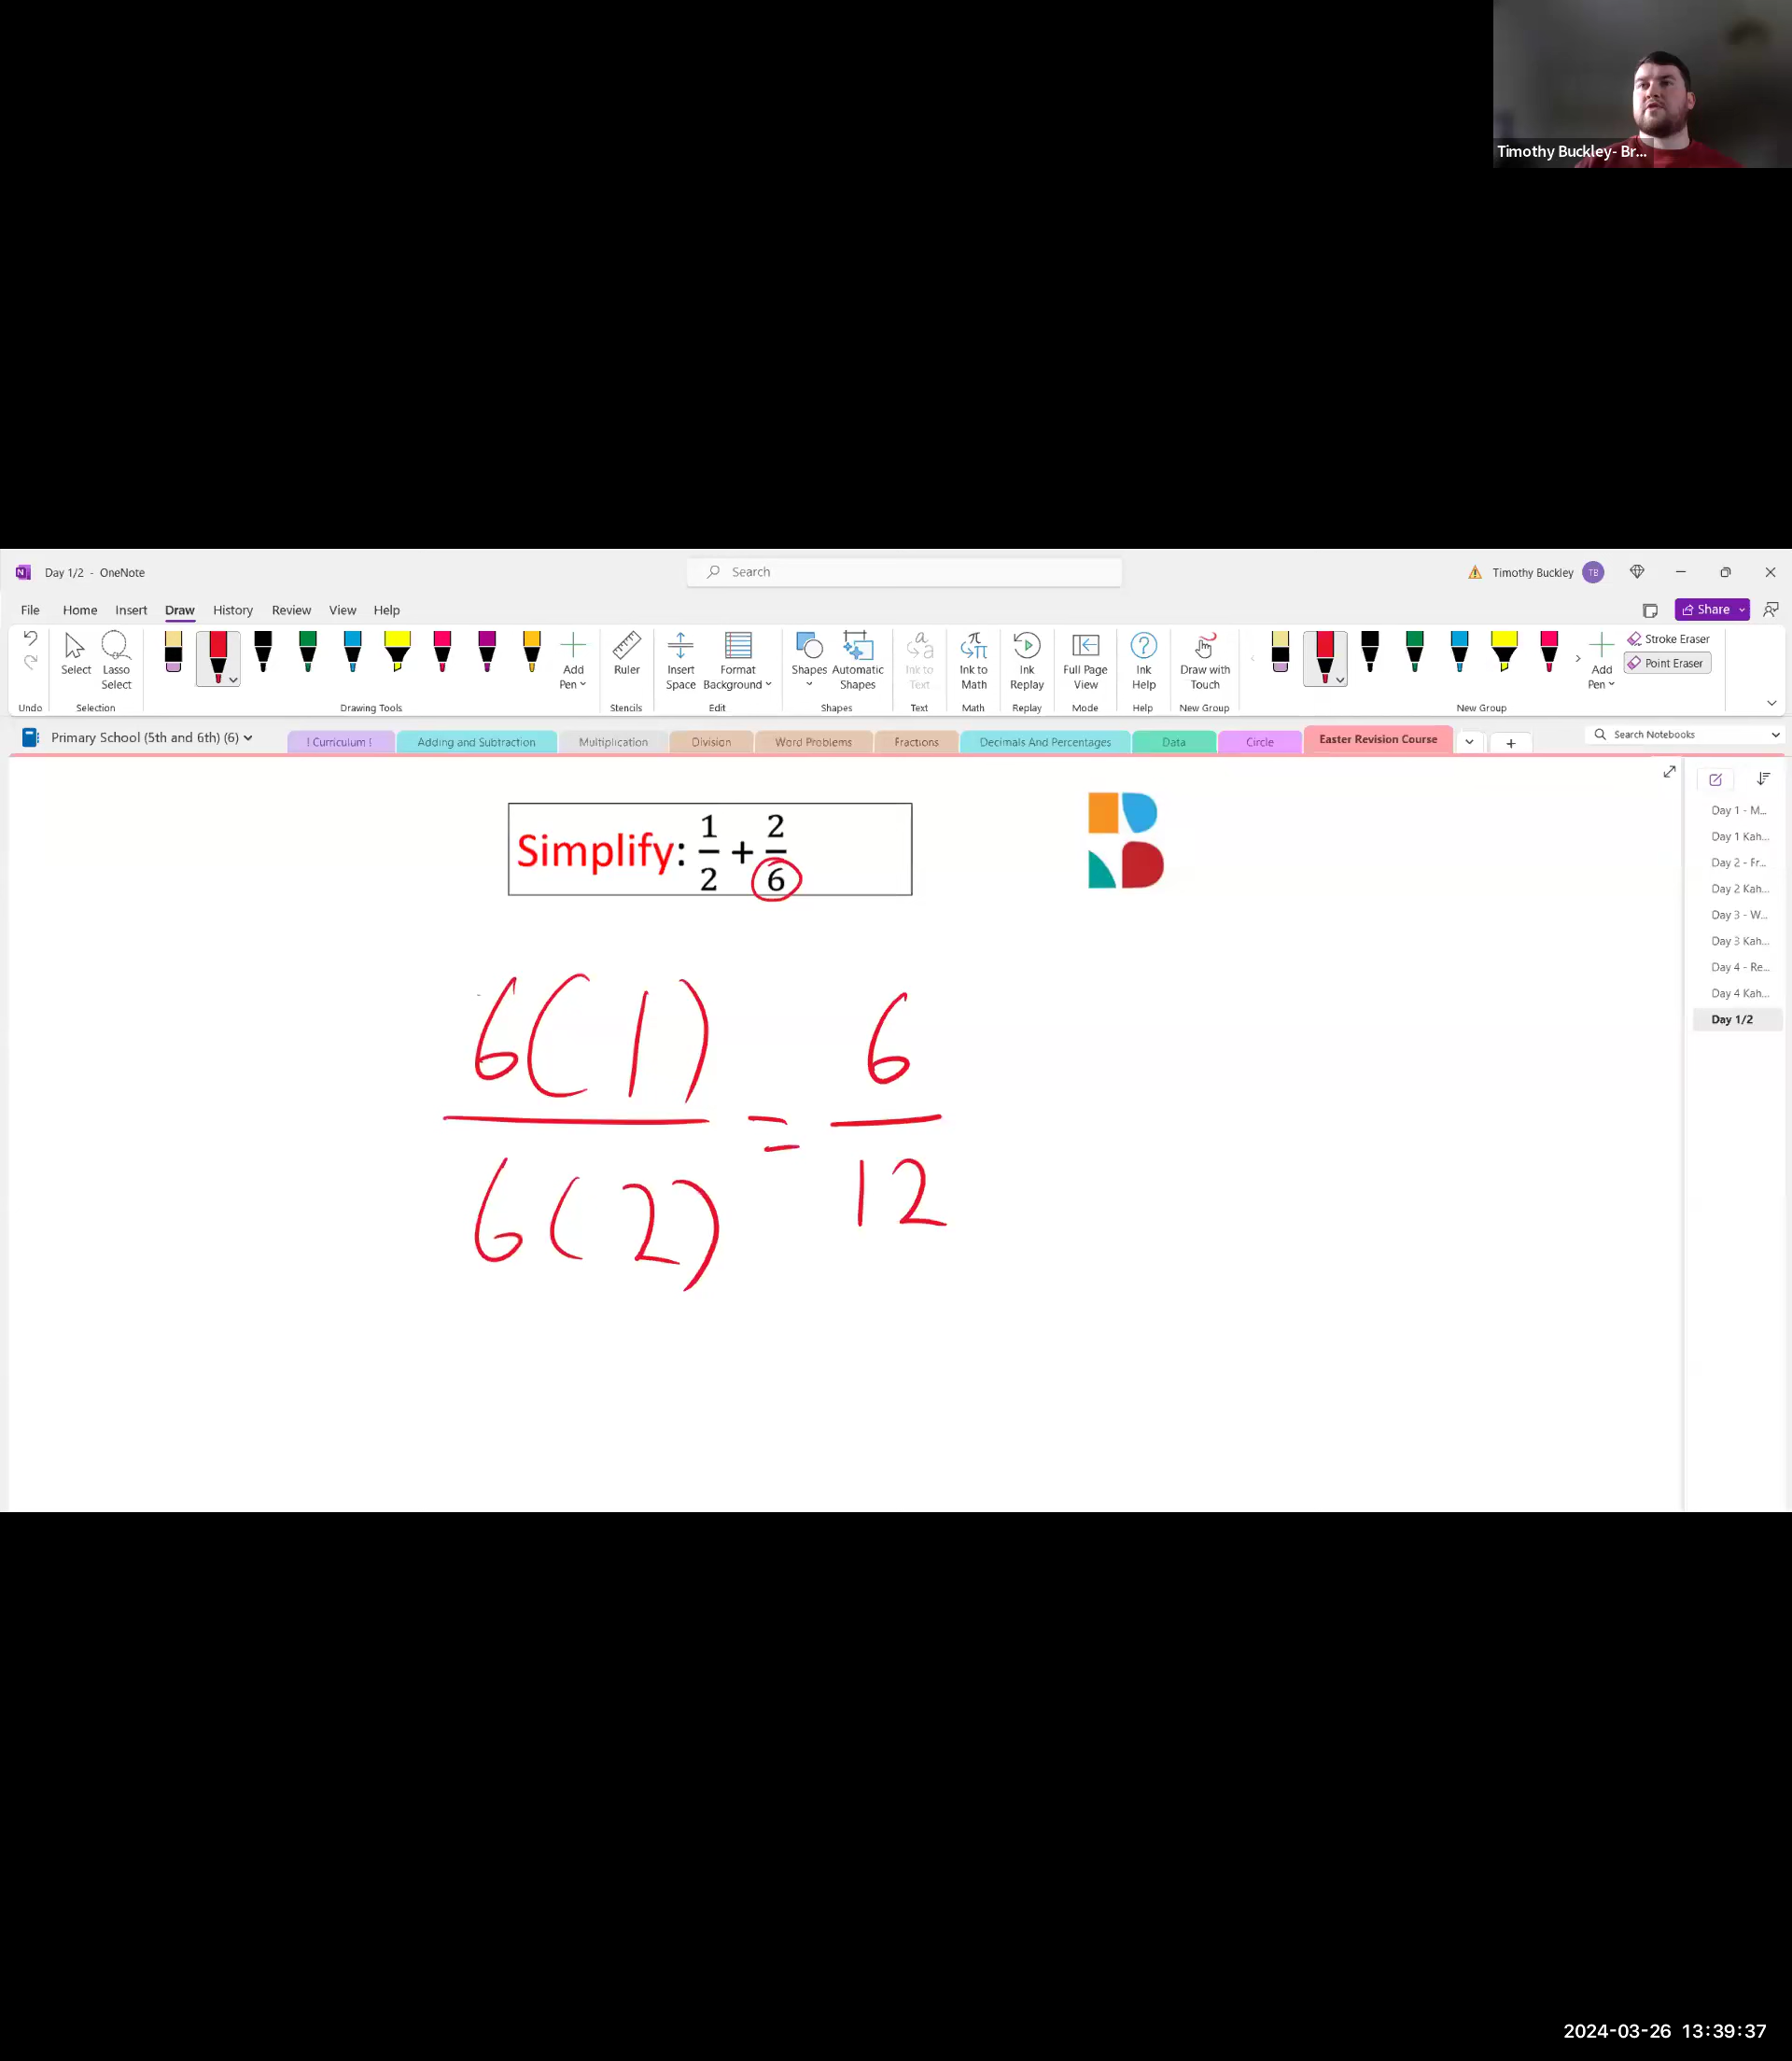 Timothy Buckley- Br...
Day 1/2 - OneNote
Search
Timothy Buckley TB
File Home Insert Draw History Review View Help
Share
Select
Lasso Select
Add Pen
Ruler
Insert Space
Format Background
Shapes
Automatic Shapes
Ink to Text
Ink to Math
Ink Replay
Full Page View
Ink Help
Draw with Touch
Add Pen
Stroke Eraser
Point Eraser
Undo Selection Drawing Tools Stencils Edit Shapes Text Math Replay Mode Help New Group New Group
Primary School (5th and 6th) (6)
! Curriculum ! Adding and Subtraction Multiplication Division Word Problems Fractions Decimals And Percentages Data Circle Easter Revision Course
Search Notebooks
Day 1 - M...
Day 1 Kah...
Day 2 - Fr...
Day 2 Kah...
Day 3 - W...
Day 3 Kah...
Day 4 - Re...
Day 4 Kah...
Day 1/2
Simplify: 1/2 + 2/6
6(1) 6
= 
6(2) 12
2024-03-26 13:39:37